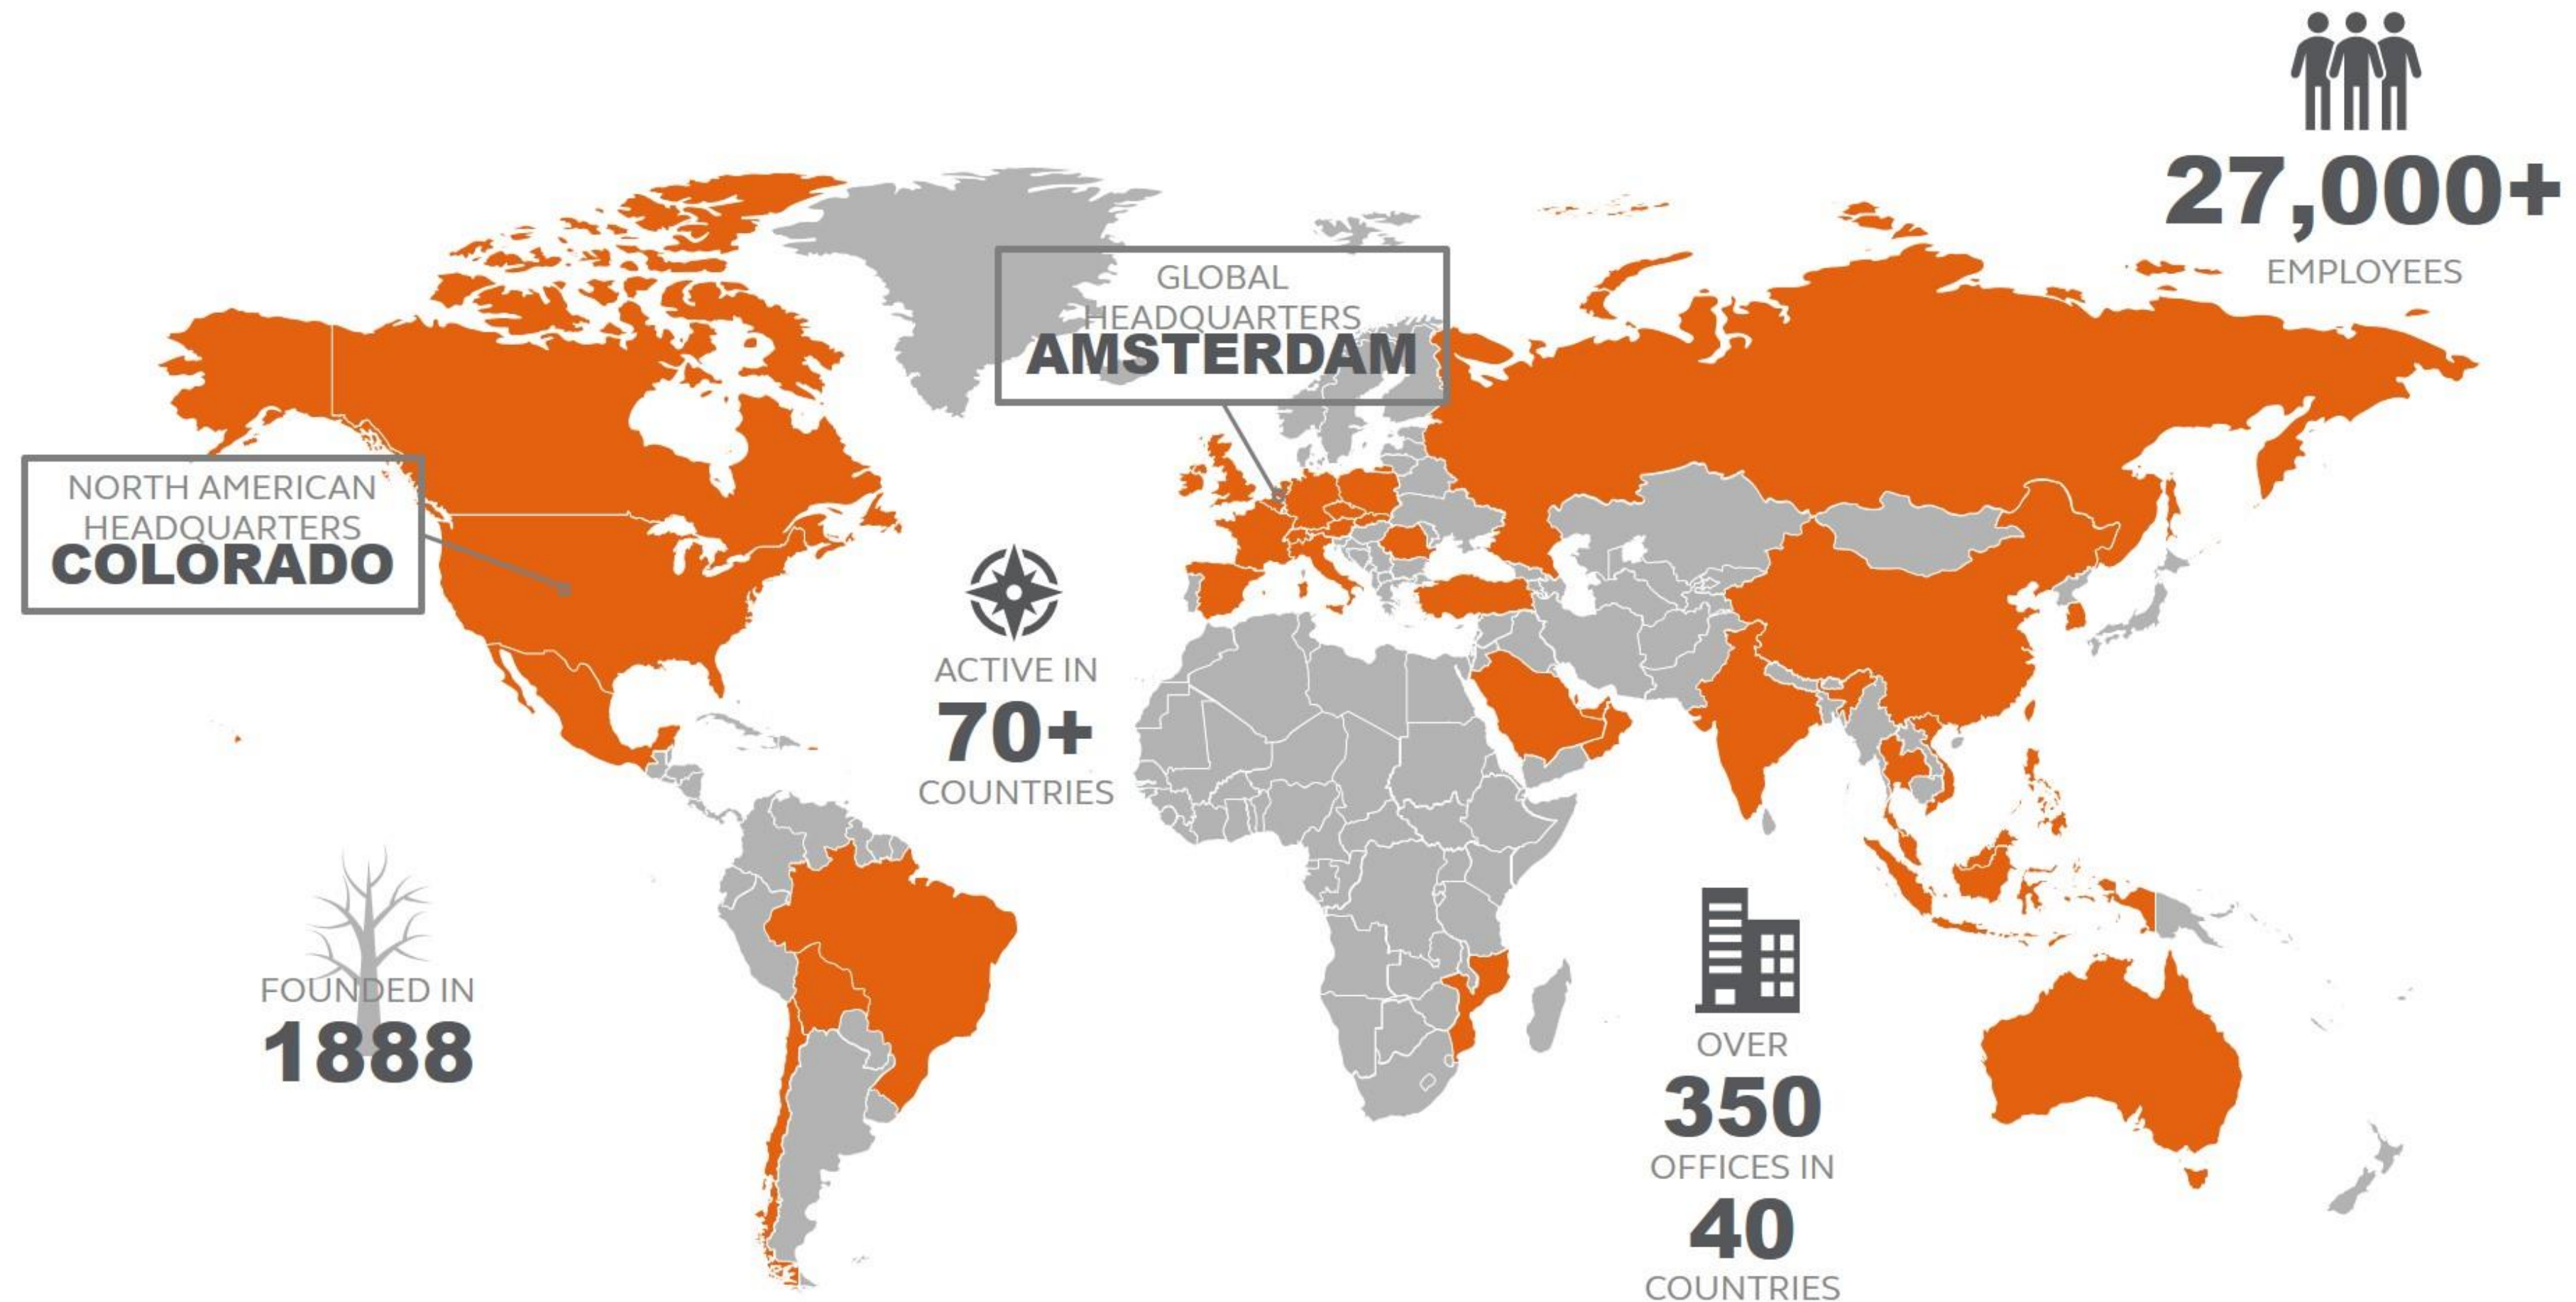 27,000+
EMPLOYEES
GLOBAL
HEADQUARTERS
AMSTERDAM
NORTH AMERICAN
HEADQUARTERS
COLORADO
ACTIVE IN
70+
COUNTRIES
FOUNDED IN
1888
OVER
350
OFFICES IN
40
COUNTRIES